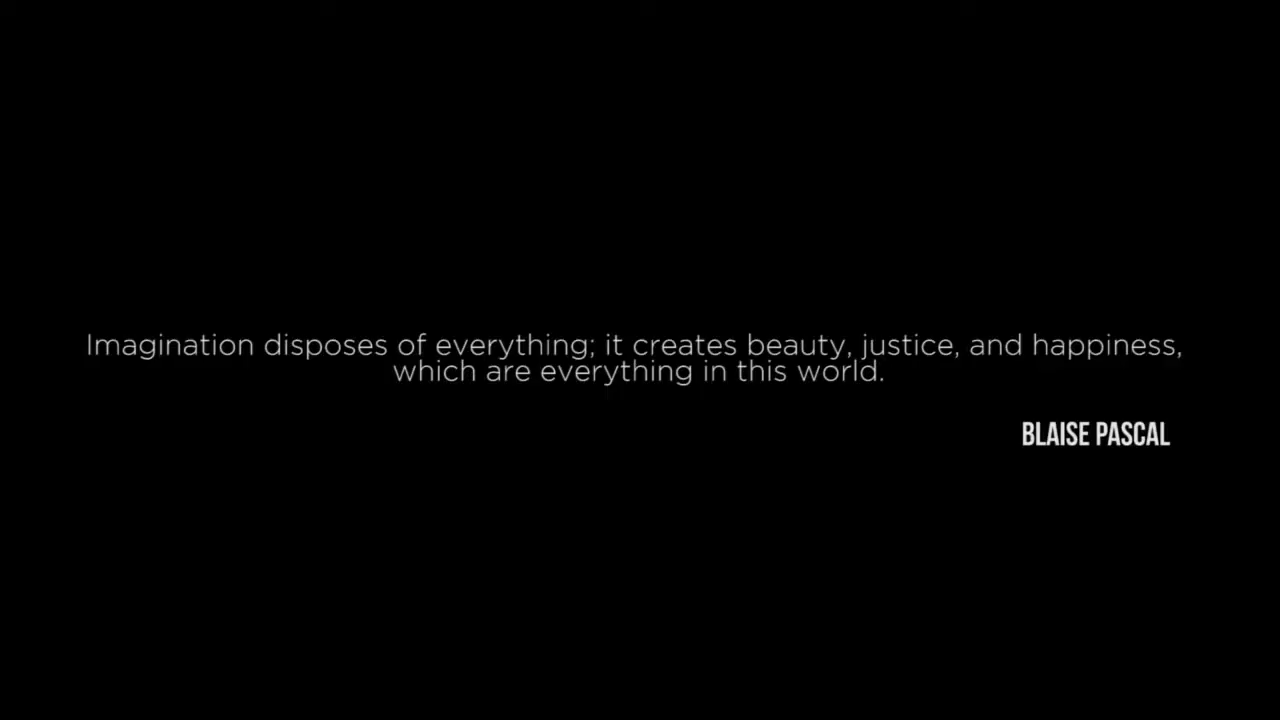 Imagination disposes of everything; it creates beauty, justice, and happiness,
which are everything in this world.
BLAISE PASCAL